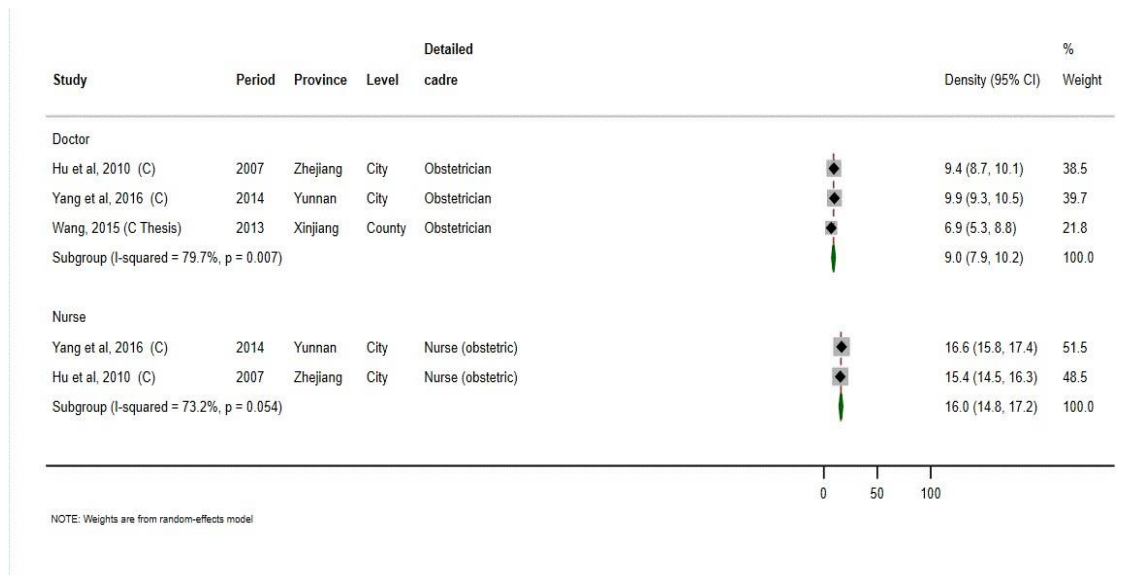 Detailed %
Study Period Province Level cadre Density (95% CI) Weight
Doctor
Hu et al, 2010 (C) 2007 Zhejiang City Obstetrician 9.4 (8.7, 10.1) 38.5
Yang et al, 2016 (C) 2014 Yunnan City Obstetrician 9.9 (9.3, 10.5) 39.7
Wang, 2015 (C Thesis) 2013 Xinjiang County Obstetrician 6.9 (5.3, 8.8) 21.8
Subgroup (I-squared = 79.7%, p = 0.007) 9.0 (7.9, 10.2) 100.0
Nurse
Yang et al, 2016 (C) 2014 Yunnan City Nurse (obstetric) 16.6 (15.8, 17.4) 51.5
Hu et al, 2010 (C) 2007 Zhejiang City Nurse (obstetric) 15.4 (14.5, 16.3) 48.5
Subgroup (I-squared = 73.2%, p = 0.054) 16.0 (14.8, 17.2) 100.0
0 50 100
NOTE: Weights are from random-effects model